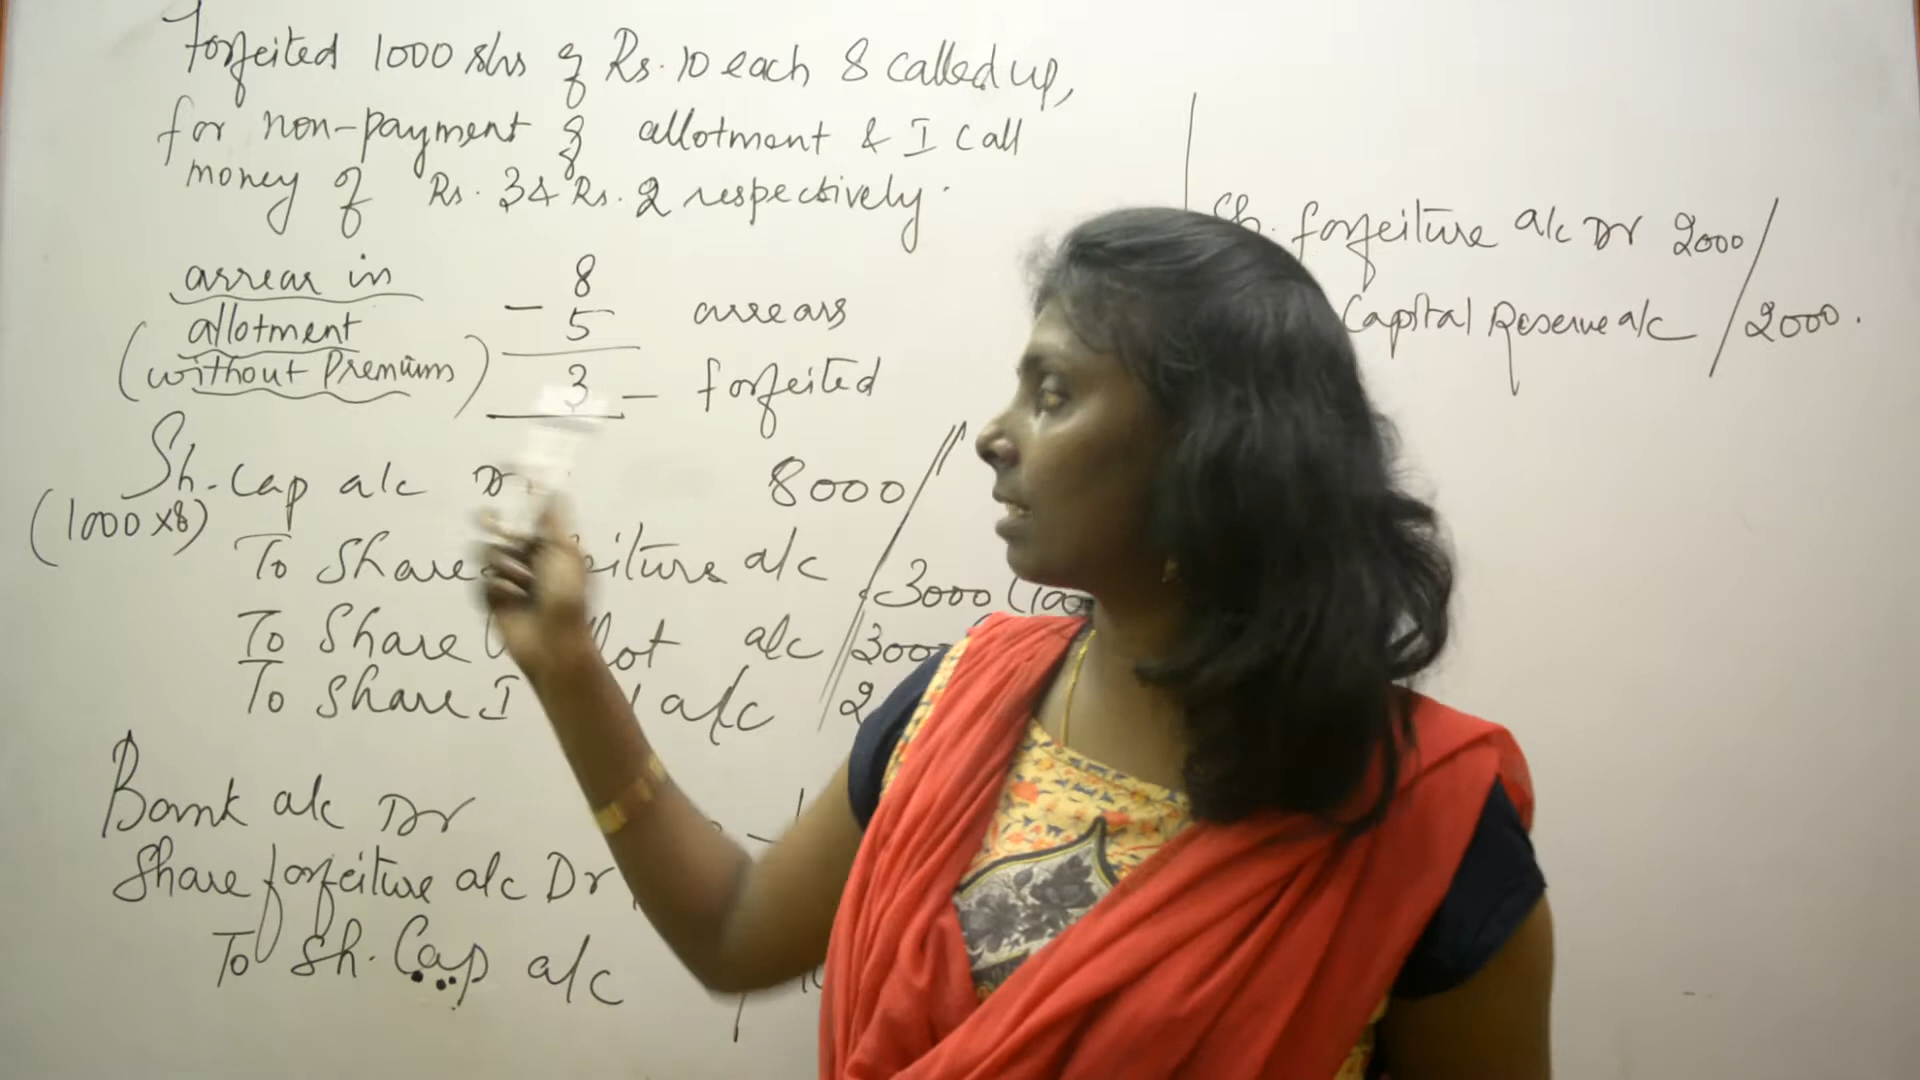 Forfeited 1000 shs of Rs. 10 each 8 called up,
for non-payment of allotment & I call
money of Rs. 3 & Rs. 2 respectively.
arrear in
allotment
(without Premium)
8
- 5 arrears
3 - forfeited
Sh. Cap a/c Dr 8000
(1000 x 8)
To Share a/c 3000
To Share a/c
To Share I a/c 2
Bank a/c Dr
Share forfeiture a/c Dr
To Sh. Cap a/c
Sh. forfeiture a/c Dr 2000
Capital Reserve a/c 2000.